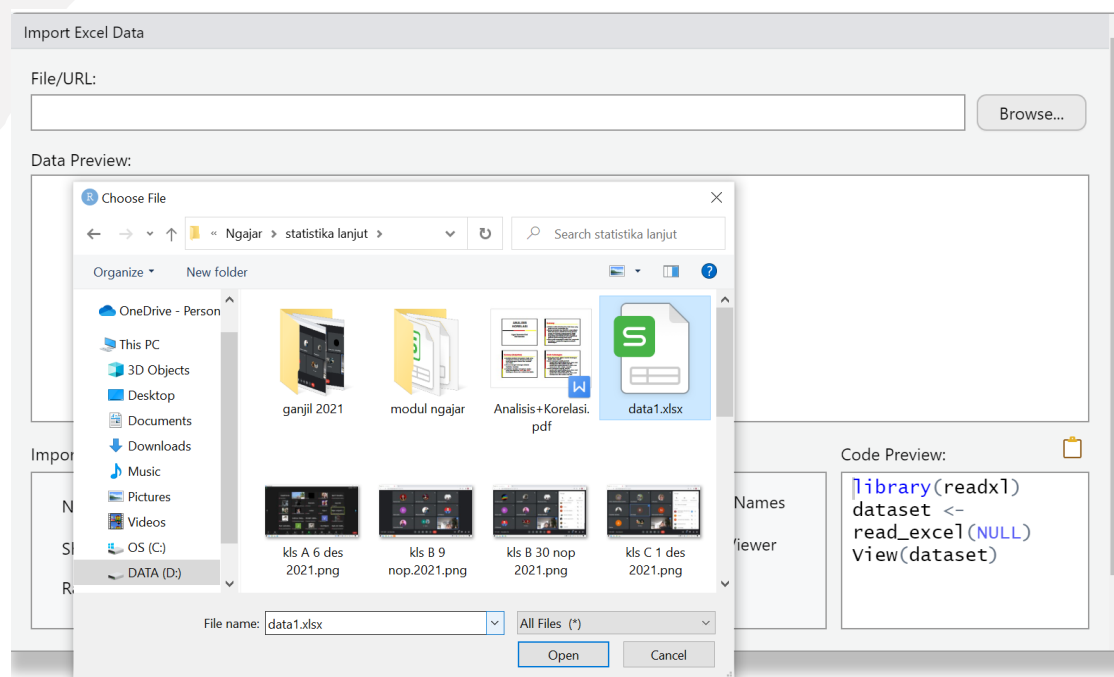 Import Excel Data
File/URL:
Browse...
Data Preview:
R Choose File
« Ngajar > statistika lanjut >
Search statistika lanjut
Organize
New folder
?
OneDrive - Person
This PC
3D Objects
Desktop
Documents
Downloads
Music
Pictures
Videos
OS (C:)
DATA (D:)
ganjil 2021
modul ngajar
Analisis+Korelasi.
pdf
S
data1.xlsx
kls A 6 des
2021.png
kls B 9
nop.2021.png
kls B 30 nop
2021.png
kls C 1 des
2021.png
File name:
data1.xlsx
All Files (*)
Open
Cancel
Impor
Names
Code Preview:
library(readxl)
dataset <-
read_excel(NULL)
View(dataset)